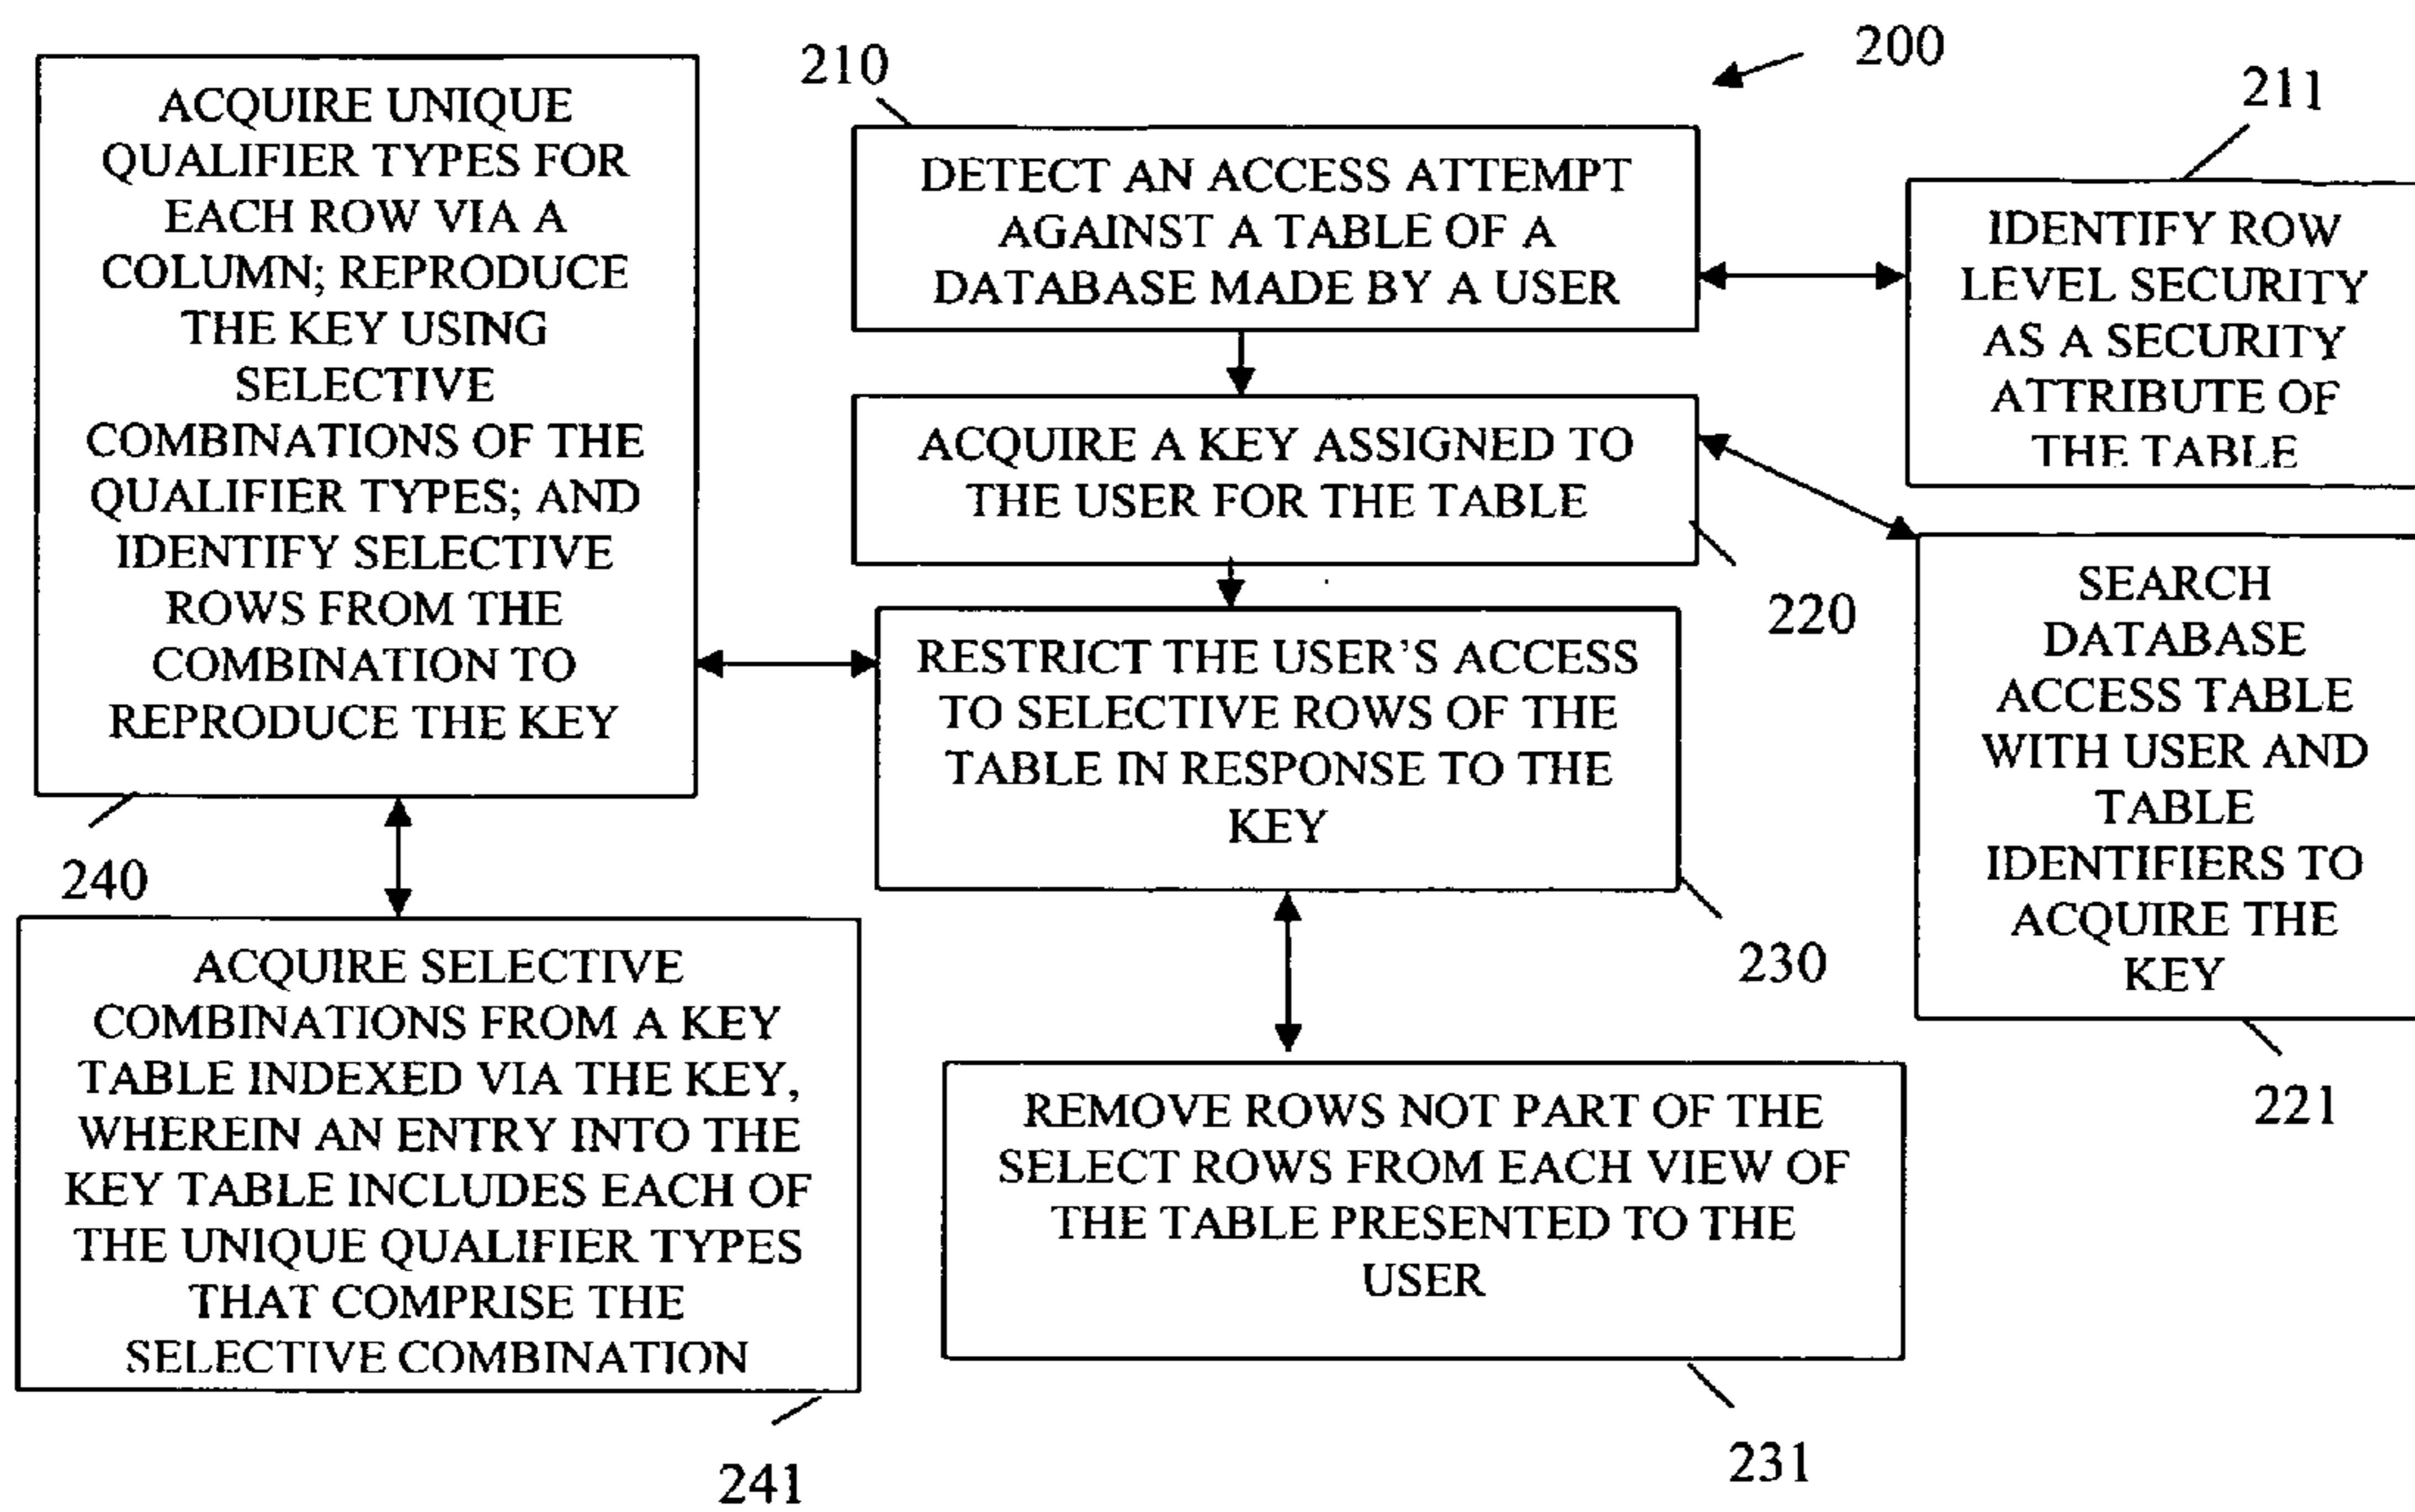 200
210
DETECT AN ACCESS ATTEMPT
AGAINST A TABLE OF A
DATABASE MADE BY A USER
211
IDENTIFY ROW
LEVEL SECURITY
AS A SECURITY
ATTRIBUTE OF
THE TABLE
ACQUIRE A KEY ASSIGNED TO
THE USER FOR THE TABLE
220
SEARCH
DATABASE
ACCESS TABLE
WITH USER AND
TABLE
IDENTIFIERS TO
ACQUIRE THE
KEY
221
RESTRICT THE USER'S ACCESS
TO SELECTIVE ROWS OF THE
TABLE IN RESPONSE TO THE
KEY
230
REMOVE ROWS NOT PART OF THE
SELECT ROWS FROM EACH VIEW OF
THE TABLE PRESENTED TO THE
USER
231
ACQUIRE UNIQUE
QUALIFIER TYPES FOR
EACH ROW VIA A
COLUMN; REPRODUCE
THE KEY USING
SELECTIVE
COMBINATIONS OF THE
QUALIFIER TYPES; AND
IDENTIFY SELECTIVE
ROWS FROM THE
COMBINATION TO
REPRODUCE THE KEY
240
ACQUIRE SELECTIVE
COMBINATIONS FROM A KEY
TABLE INDEXED VIA THE KEY,
WHEREIN AN ENTRY INTO THE
KEY TABLE INCLUDES EACH OF
THE UNIQUE QUALIFIER TYPES
THAT COMPRISE THE
SELECTIVE COMBINATION
241